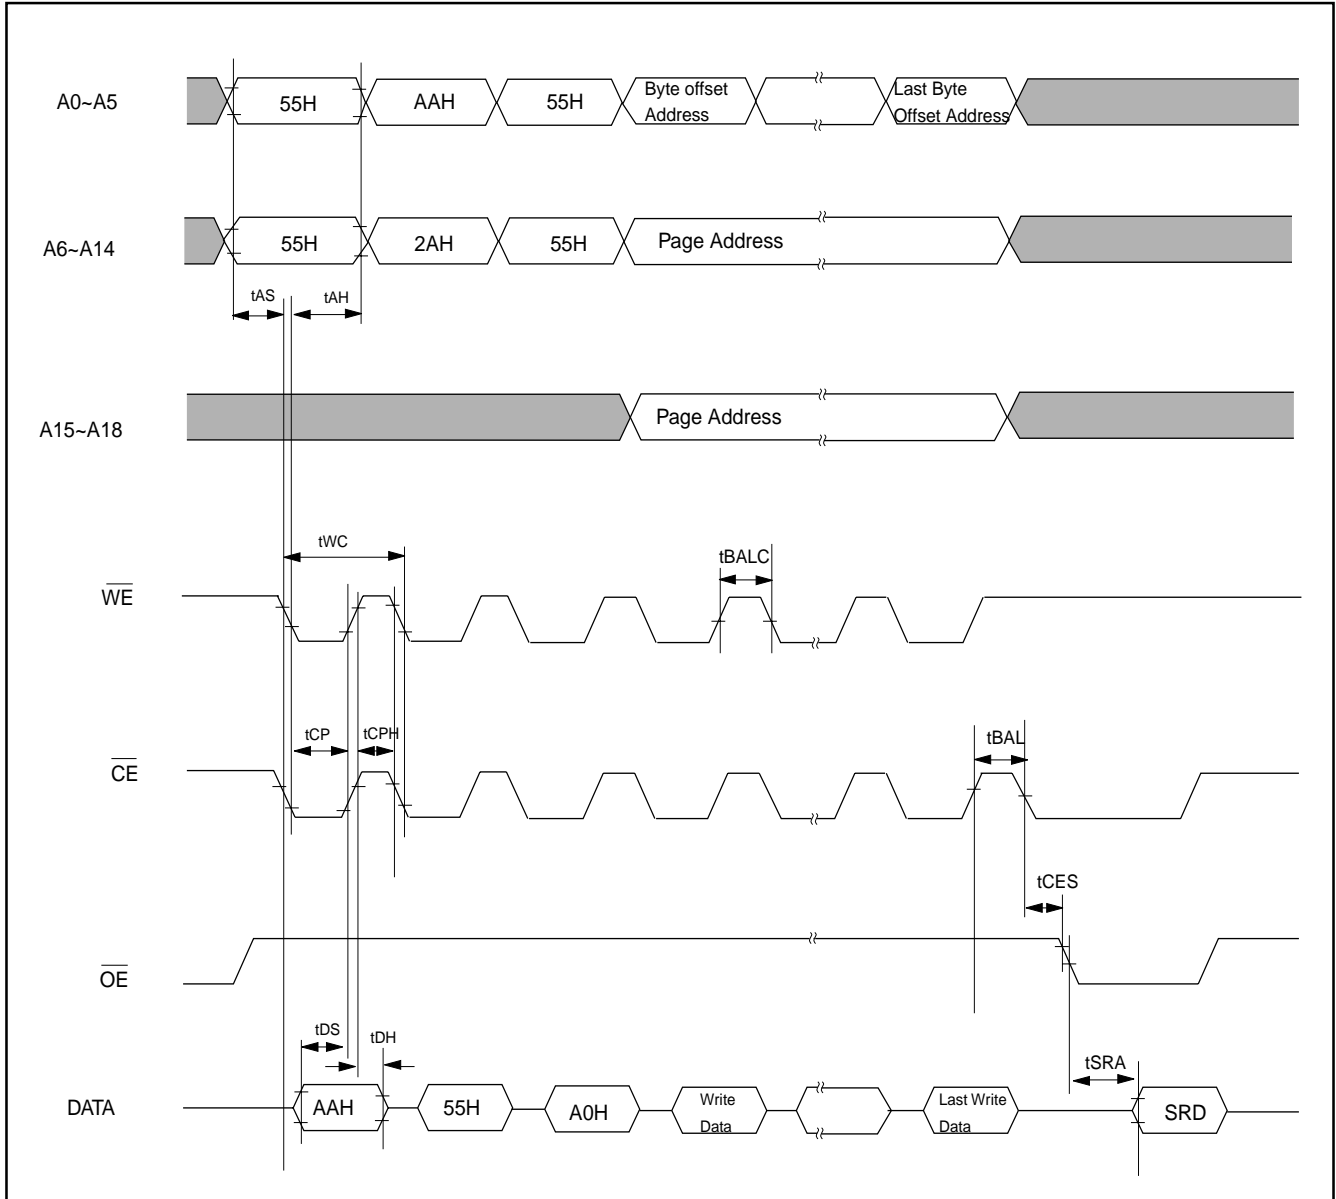 A0~A5
55H
AAH
55H
Byte offset
Address
Last Byte
Offset Address
A6~A14
55H
2AH
55H
Page Address
tAS
tAH
A15~A18
Page Address
tWC
tBALC
WE
tCP
tCPH
tBAL
CE
tCES
OE
tDS
tDH
tSRA
DATA
AAH
55H
A0H
Write
Data
Last Write
Data
SRD